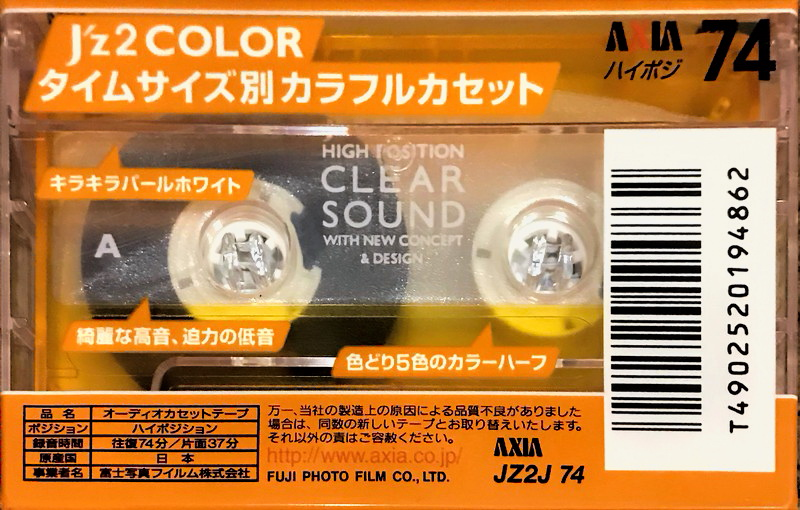 J'z2 COLOR
タイムサイズ別カラフルカセット
AXIA
ハイポジ
74
キラキラパールホワイト
HIGH POSITION
CLEAR
SOUND
WITH NEW CONCEPT
& DESIGN
A
綺麗な高音、迫力の低音
色どり5色のカラーハーフ
T4902520194862
品名 オーディオカセットテープ
ポジション ハイポジション
録音時間 往復74分/片面37分
原産国 日本
事業者名 富士写真フイルム株式会社
万一、当社の製造上の原因による品質不良がありました
場合は、同数の新しいテープとお取り替えいたします。
それ以外の責はご容赦ください。
http://www.axia.co.jp/
FUJI PHOTO FILM CO., LTD.
AXIA
JZ2J 74